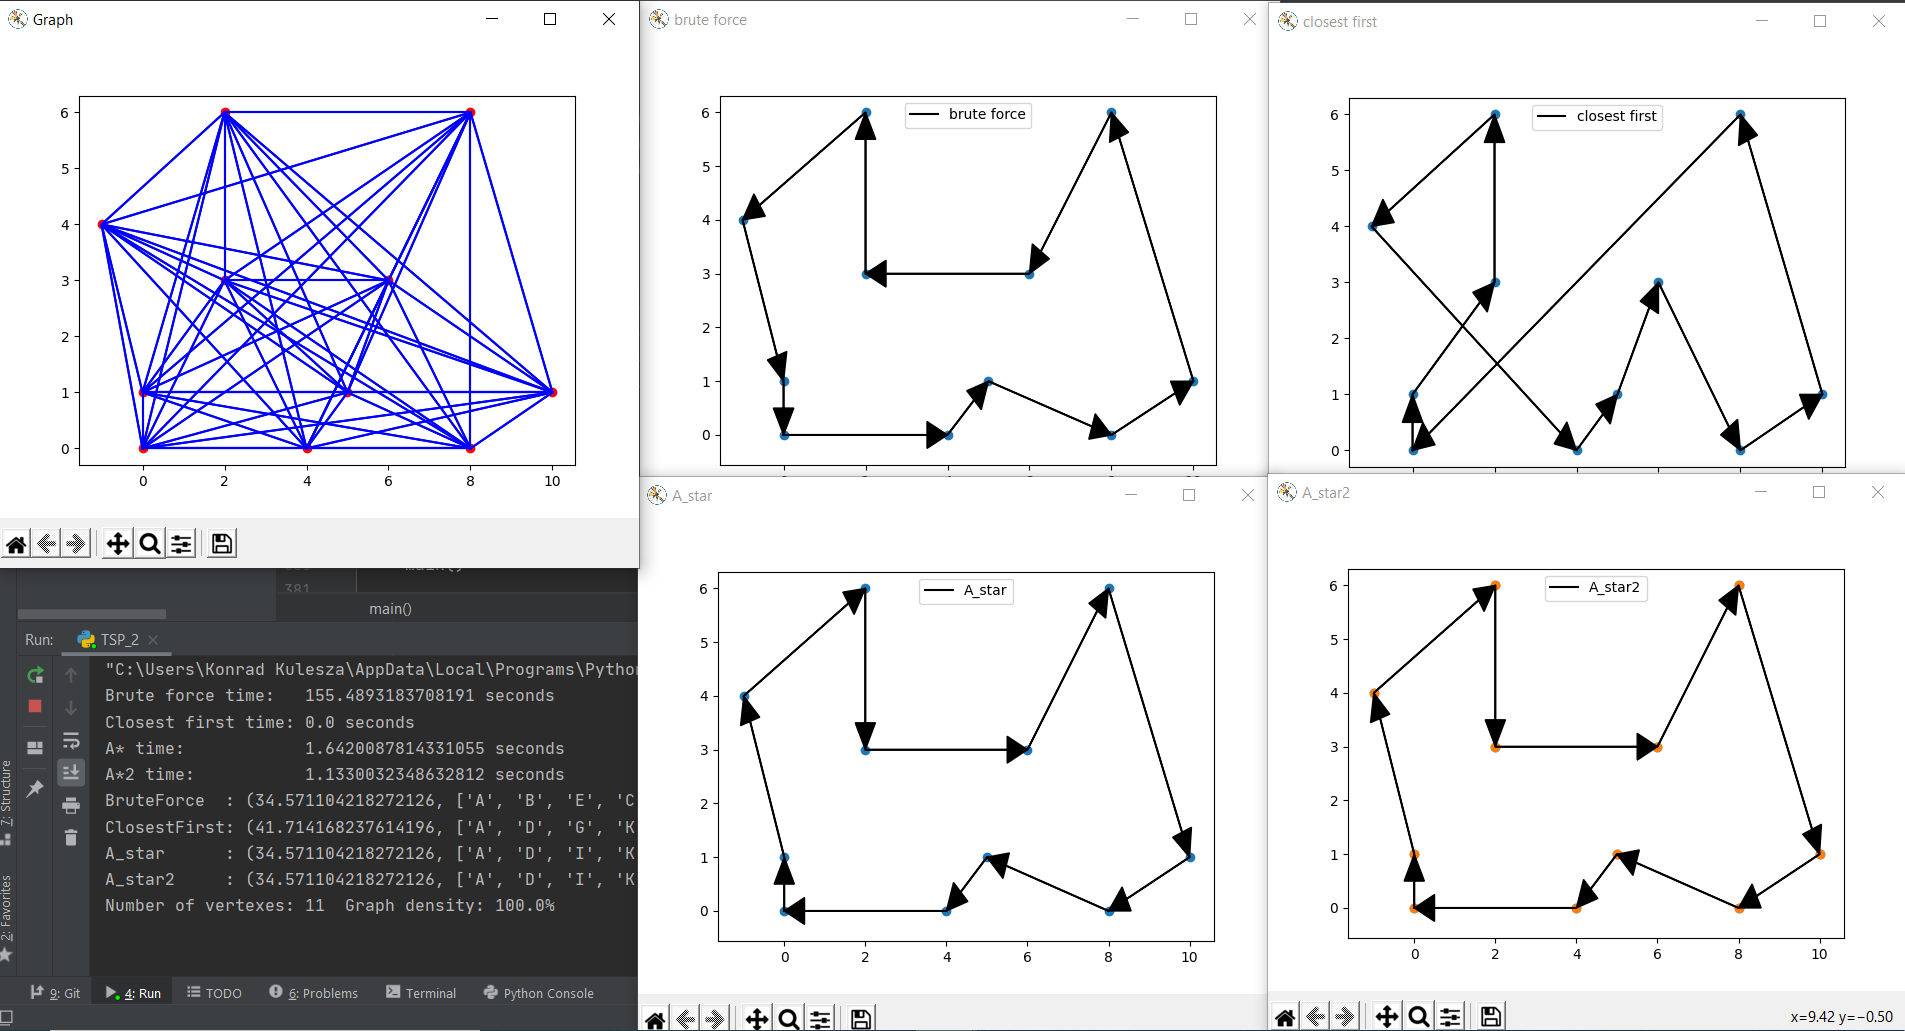 Graph
6
5
4
3
2
1
0
0 2 4 6 8 10
brute force
brute force
6
5
4
3
2
1
0
closest first
closest first
6
5
4
3
2
1
0
A_star
A_star
6
5
4
3
2
1
0
0 2 4 6 8 10
A_star2
A_star2
6
5
4
3
2
1
0
0 2 4 6 8 10
x=9.42 y=−0.50
381
main()
Run: TSP_2
"C:\Users\Konrad Kulesza\AppData\Local\Programs\Python
Brute force time: 155.4893183708191 seconds
Closest first time: 0.0 seconds
A* time: 1.6420087814331055 seconds
A*2 time: 1.1330032348632812 seconds
BruteForce : (34.571104218272126, ['A', 'B', 'E', 'C
ClosestFirst: (41.714168237614196, ['A', 'D', 'G', 'K
A_star : (34.571104218272126, ['A', 'D', 'I', 'K
A_star2 : (34.571104218272126, ['A', 'D', 'I', 'K
Number of vertexes: 11 Graph density: 100.0%
7: Structure
2: Favorites
9: Git 4: Run TODO 6: Problems Terminal Python Console